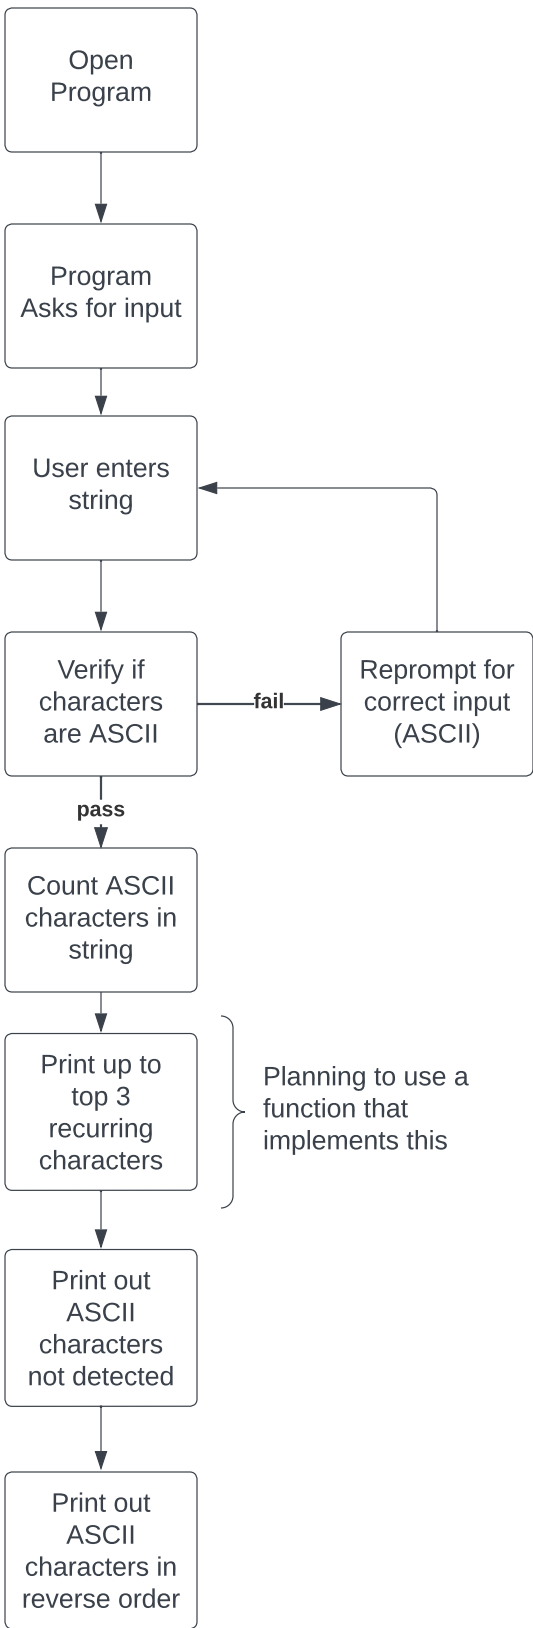 Open
Program
Program
Asks for input
User enters
string
Verify if
characters
are ASCII
fail
Reprompt for
correct input
(ASCII)
pass
Count ASCII
characters in
string
Print up to
top 3
recurring
characters
Planning to use a
function that
implements this
Print out
ASCII
characters
not detected
Print out
ASCII
characters in
reverse order